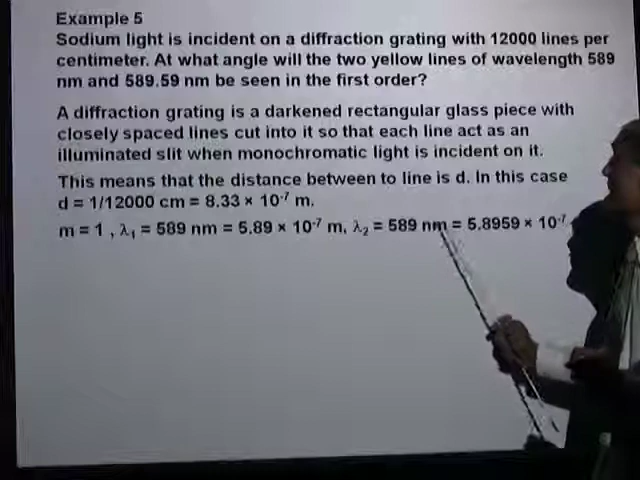 Example 5
Sodium light is incident on a diffraction grating with 12000 lines per
centimeter. At what angle will the two yellow lines of wavelength 589
nm and 589.59 nm be seen in the first order?
A diffraction grating is a darkened rectangular glass piece with
closely spaced lines cut into it so that each line act as an
illuminated slit when monochromatic light is incident on it.
This means that the distance between to line is d. In this case
d = 1/12000 cm = 8.33 × 10⁻⁷ m.
m = 1 , λ₁ = 589 nm = 5.89 × 10⁻⁷ m, λ₂ = 589 nm = 5.8959 × 10⁻⁷